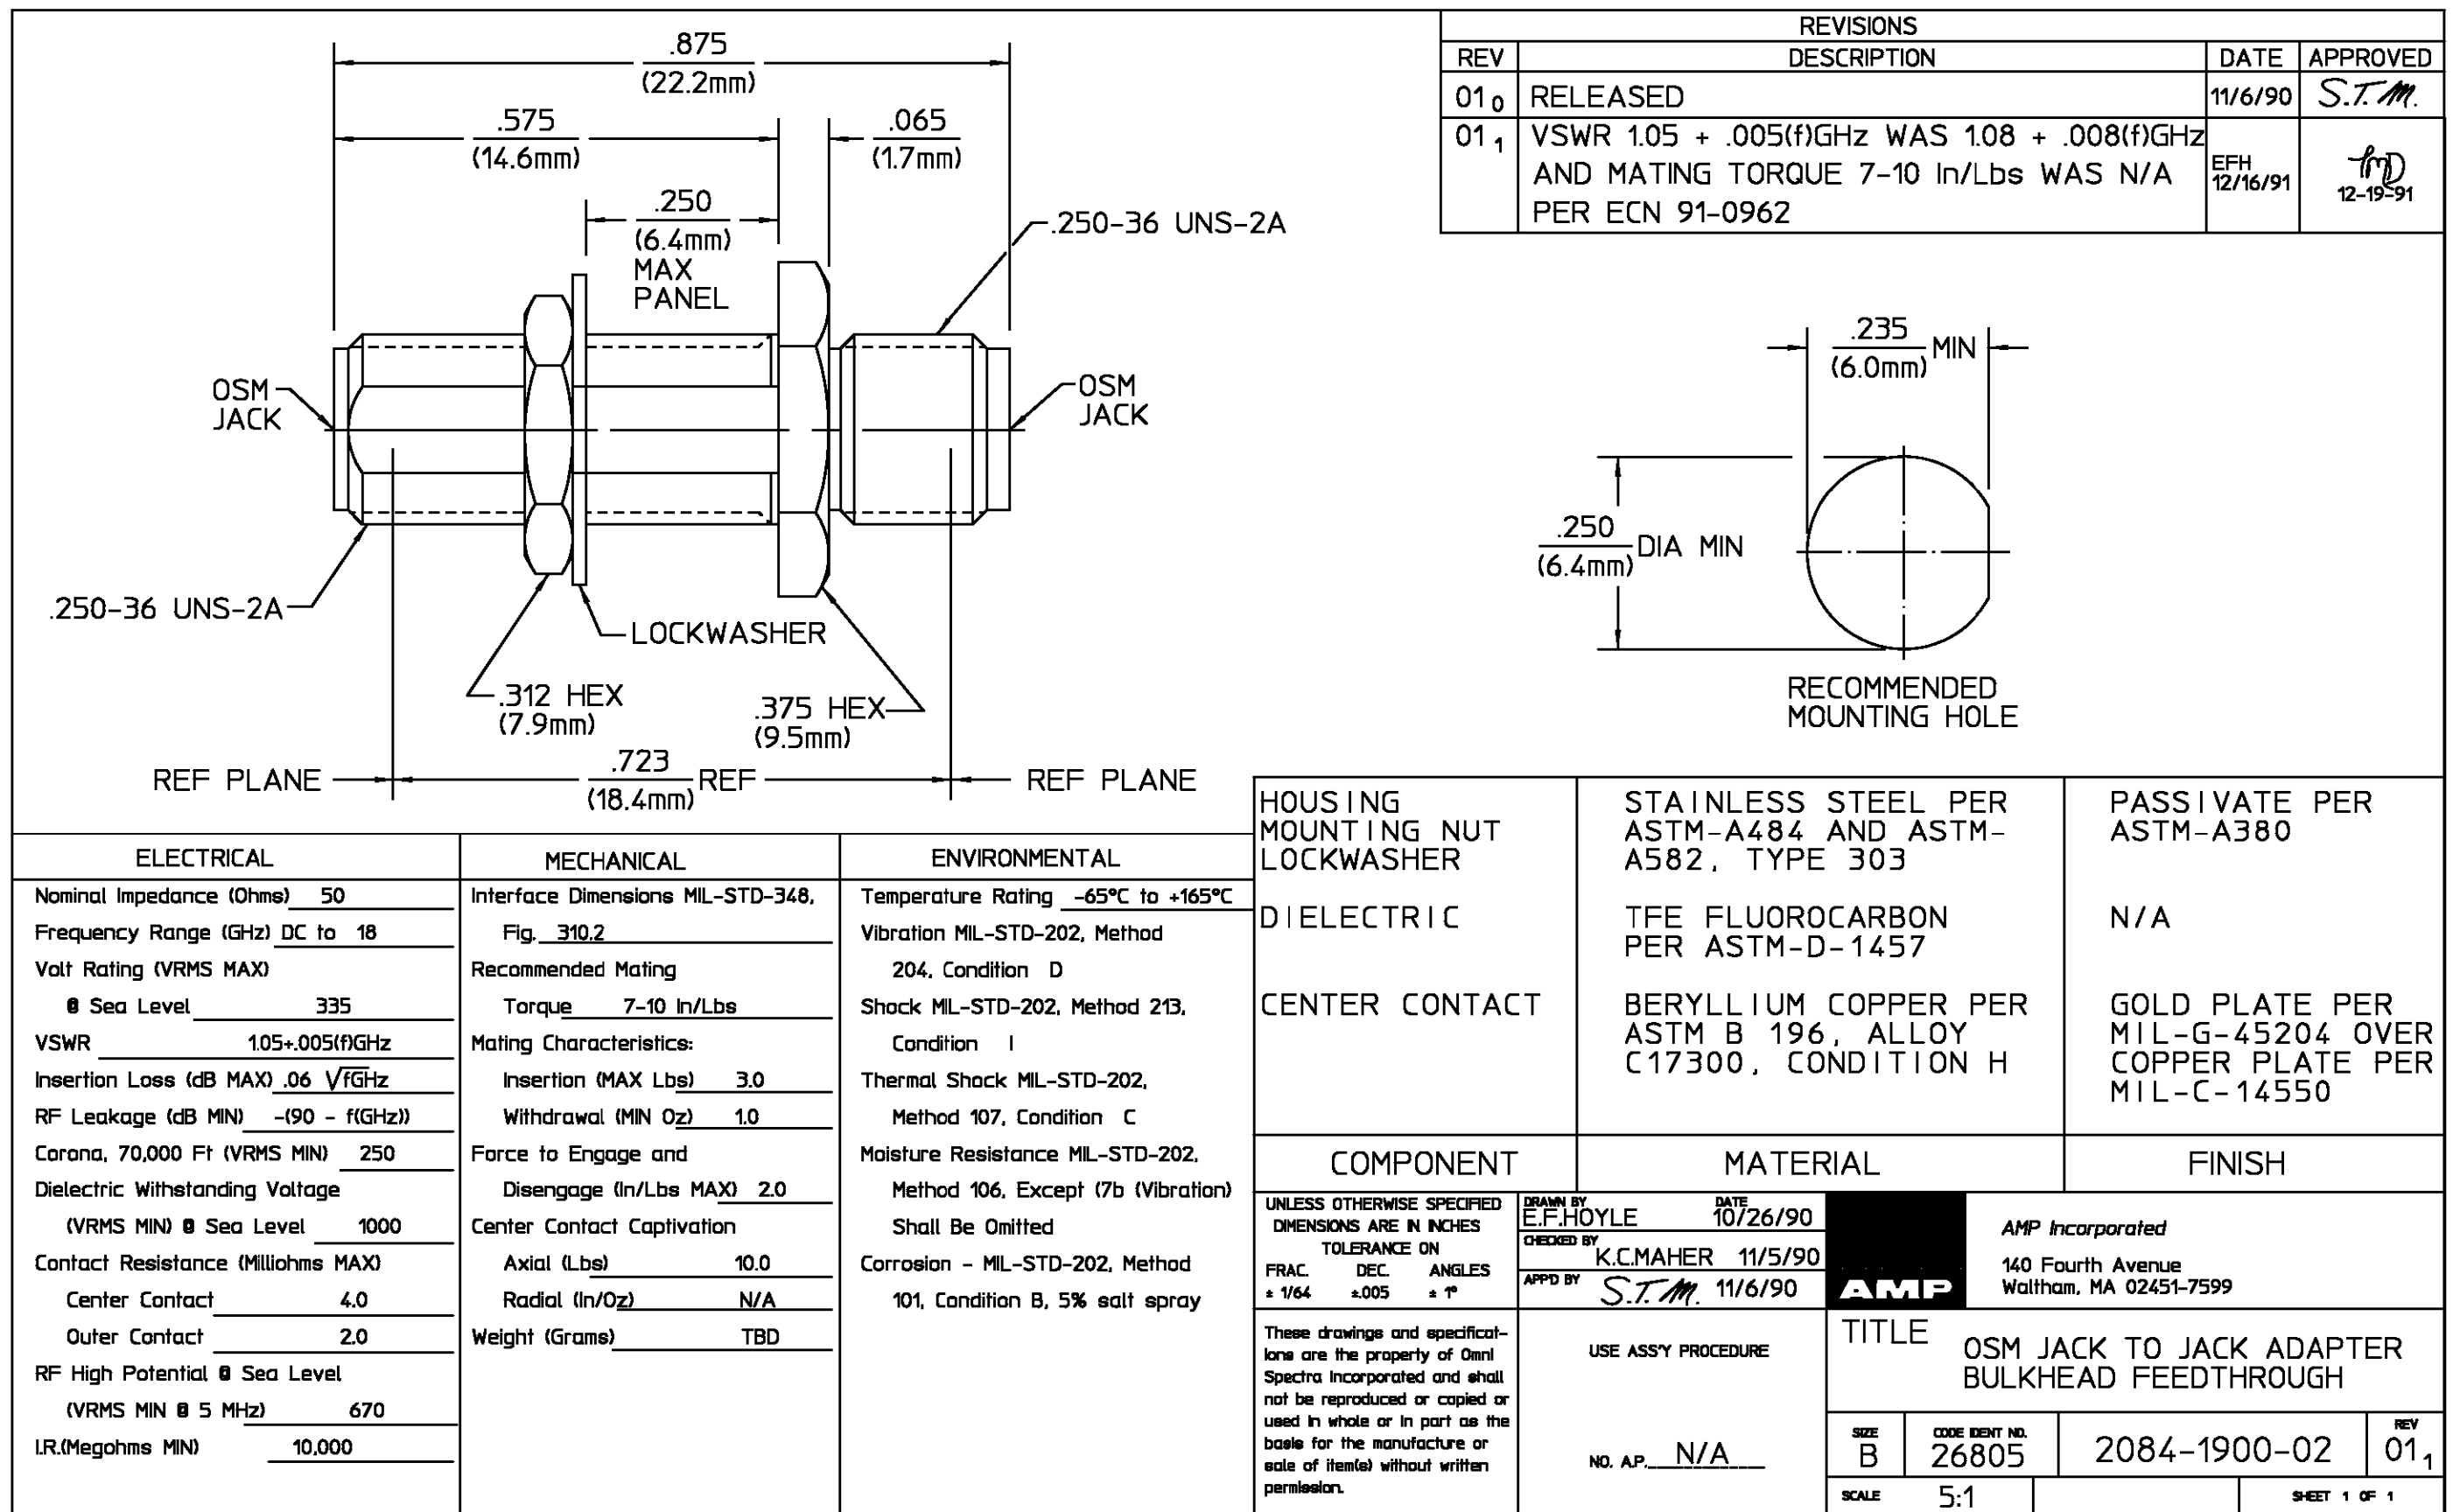 .875
(22.2mm)
.575
(14.6mm)
.065
(1.7mm)
.250
(6.4mm)
MAX
PANEL
.250-36 UNS-2A
OSM
JACK
OSM
JACK
.250-36 UNS-2A
LOCKWASHER
.312 HEX
(7.9mm)
.375 HEX
(9.5mm)
REF PLANE
.723
(18.4mm)
REF
REF PLANE
REVISIONS
REV DESCRIPTION DATE APPROVED
01 0 RELEASED 11/6/90 S.T.M.
01 1 VSWR 1.05 + .005(f)GHz WAS 1.08 + .008(f)GHz
AND MATING TORQUE 7-10 In/Lbs WAS N/A
PER ECN 91-0962
EFH
12/16/91
12-19-91
.235
(6.0mm)
MIN
.250
(6.4mm)
DIA MIN
RECOMMENDED
MOUNTING HOLE
ELECTRICAL
Nominal Impedance (Ohms) 50
Frequency Range (GHz) DC to 18
Volt Rating (VRMS MAX)
@ Sea Level 335
VSWR 1.05+.005(f)GHz
Insertion Loss (dB MAX) .06 √fGHz
RF Leakage (dB MIN) -(90 - f(GHz))
Corona, 70,000 Ft (VRMS MIN) 250
Dielectric Withstanding Voltage
(VRMS MIN) @ Sea Level 1000
Contact Resistance (Milliohms MAX)
Center Contact 4.0
Outer Contact 2.0
RF High Potential @ Sea Level
(VRMS MIN @ 5 MHz) 670
I.R.(Megohms MIN) 10,000
MECHANICAL
Interface Dimensions MIL-STD-348,
Fig. 310.2
Recommended Mating
Torque 7-10 In/Lbs
Mating Characteristics:
Insertion (MAX Lbs) 3.0
Withdrawal (MIN Oz) 1.0
Force to Engage and
Disengage (In/Lbs MAX) 2.0
Center Contact Captivation
Axial (Lbs) 10.0
Radial (In/Oz) N/A
Weight (Grams) TBD
ENVIRONMENTAL
Temperature Rating -65°C to +165°C
Vibration MIL-STD-202, Method
204, Condition D
Shock MIL-STD-202, Method 213,
Condition I
Thermal Shock MIL-STD-202,
Method 107, Condition C
Moisture Resistance MIL-STD-202,
Method 106, Except (7b (Vibration)
Shall Be Omitted
Corrosion - MIL-STD-202, Method
101, Condition B, 5% salt spray
HOUSING
MOUNTING NUT
LOCKWASHER
STAINLESS STEEL PER
ASTM-A484 AND ASTM-
A582, TYPE 303
PASSIVATE PER
ASTM-A380
DIELECTRIC
TFE FLUOROCARBON
PER ASTM-D-1457
N/A
CENTER CONTACT
BERYLLIUM COPPER PER
ASTM B 196, ALLOY
C17300, CONDITION H
GOLD PLATE PER
MIL-G-45204 OVER
COPPER PLATE PER
MIL-C-14550
COMPONENT MATERIAL FINISH
UNLESS OTHERWISE SPECIFIED
DIMENSIONS ARE IN INCHES
TOLERANCE ON
FRAC. DEC. ANGLES
± 1/64 ±.005 ± 1°
These drawings and specificat-
ions are the property of Omni
Spectra Incorporated and shall
not be reproduced or copied or
used in whole or in part as the
basis for the manufacture or
sale of item(s) without written
permission.
DRAWN BY DATE
E.F.HOYLE 10/26/90
CHECKED BY
K.C.MAHER 11/5/90
APP'D BY S.T.M. 11/6/90
USE ASS'Y PROCEDURE
NO. A.P. N/A
AMP
AMP Incorporated
140 Fourth Avenue
Waltham, MA 02451-7599
TITLE
OSM JACK TO JACK ADAPTER
BULKHEAD FEEDTHROUGH
SIZE
B
CODE IDENT NO.
26805
2084-1900-02
REV
01 1
SCALE 5:1
SHEET 1 OF 1